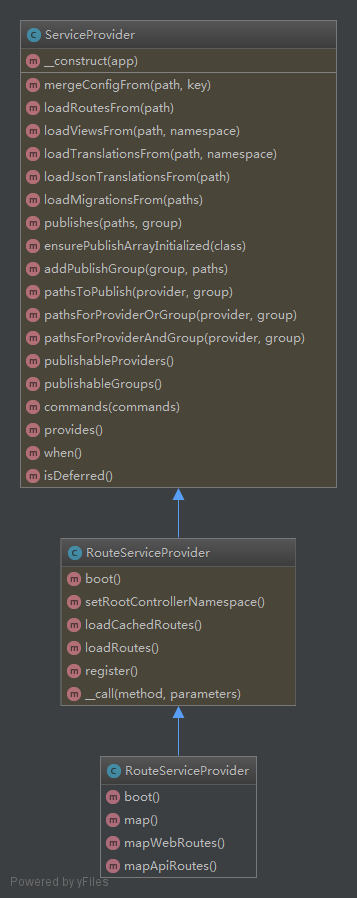 ServiceProvider
__construct(app)
mergeConfigFrom(path, key)
loadRoutesFrom(path)
loadViewsFrom(path, namespace)
loadTranslationsFrom(path, namespace)
loadJsonTranslationsFrom(path)
loadMigrationsFrom(paths)
publishes(paths, group)
ensurePublishArrayInitialized(class)
addPublishGroup(group, paths)
pathsToPublish(provider, group)
pathsForProviderOrGroup(provider, group)
pathsForProviderAndGroup(provider, group)
publishableProviders()
publishableGroups()
commands(commands)
provides()
when()
isDeferred()
RouteServiceProvider
boot()
setRootControllerNamespace()
loadCachedRoutes()
loadRoutes()
register()
__call(method, parameters)
RouteServiceProvider
boot()
map()
mapWebRoutes()
mapApiRoutes()
Powered by yFiles